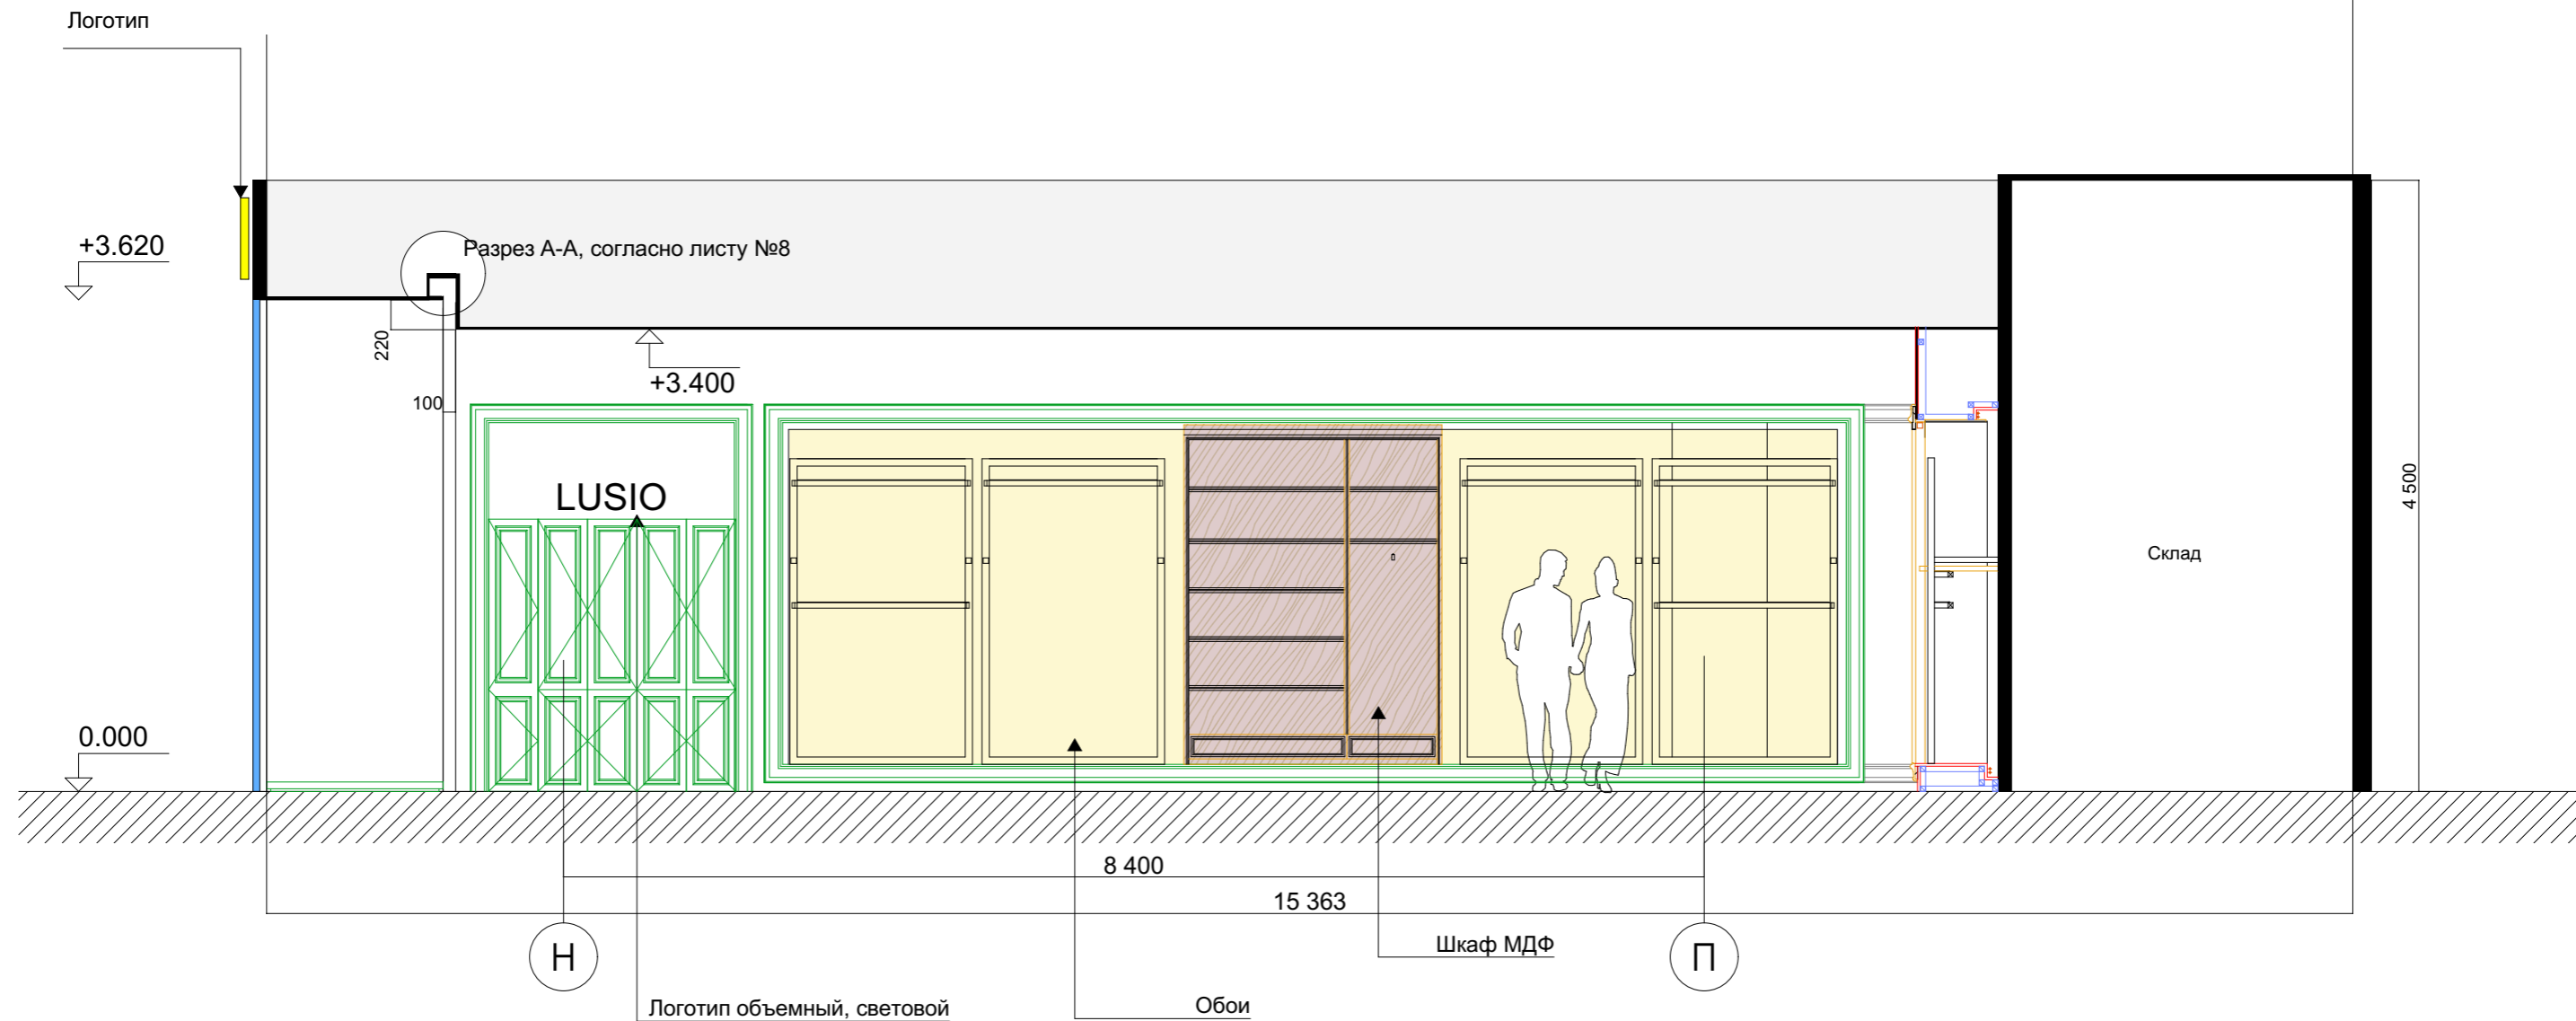 Логотип
+3.620
Разрез А-А, согласно листу №8
220
+3.400
100
LUSIO
4 500
Склад
0.000
8 400
15 363
Н
Шкаф МДФ
П
Логотип объемный, световой
Обои